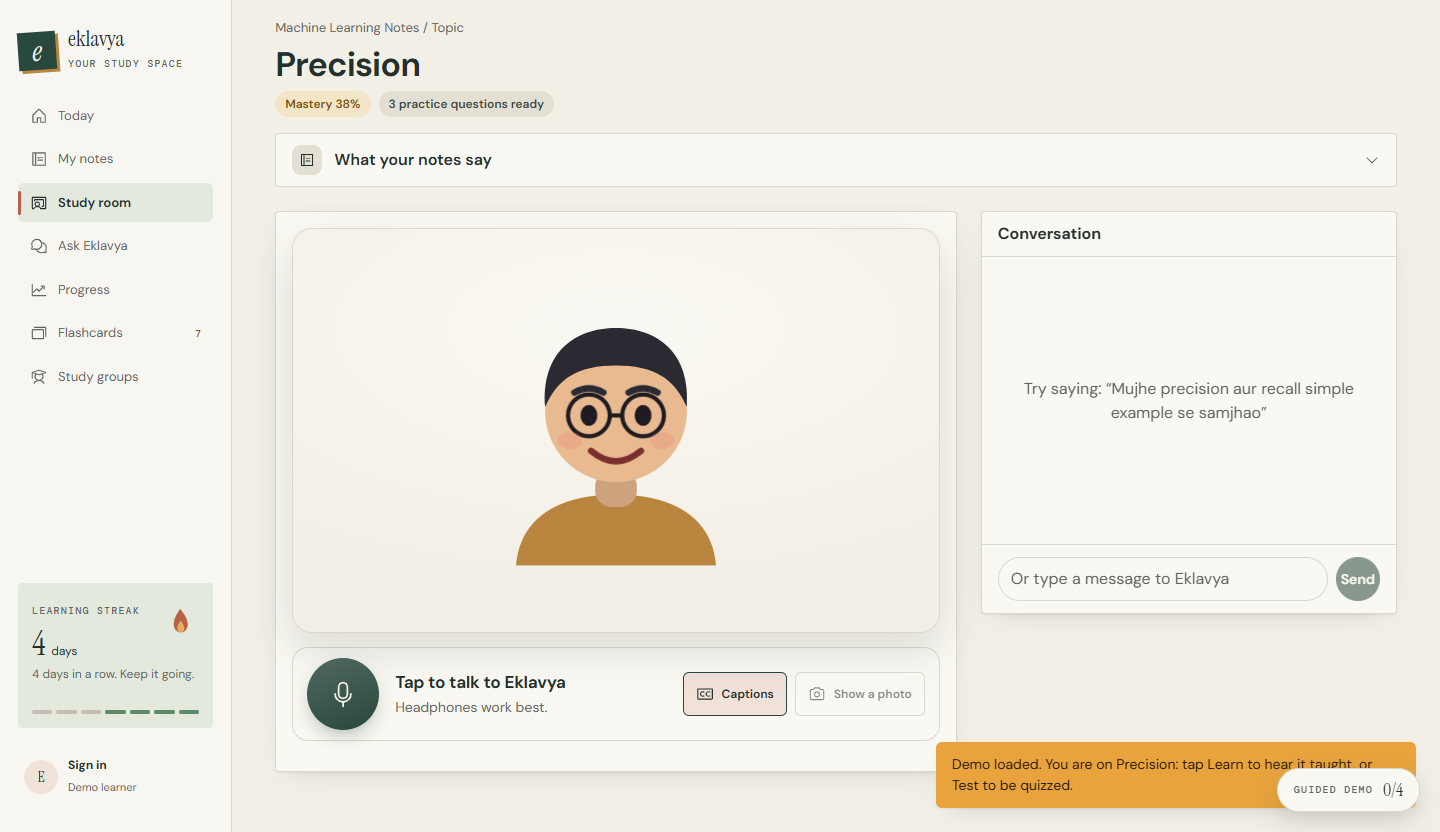 e
eklavya
YOUR STUDY SPACE
Today
My notes
Study room
Ask Eklavya
Progress
Flashcards 7
Study groups
LEARNING STREAK
4 days
4 days in a row. Keep it going.
E
Sign in
Demo learner
Machine Learning Notes / Topic
Precision
Mastery 38%
3 practice questions ready
What your notes say
Tap to talk to Eklavya
Headphones work best.
CC Captions
Show a photo
Conversation
Try saying: “Mujhe precision aur recall simple
example se samjhao”
Or type a message to Eklavya
Send
Demo loaded. You are on Precision: tap Learn to hear it taught, or
Test to be quizzed.
GUIDED DEMO 0/4